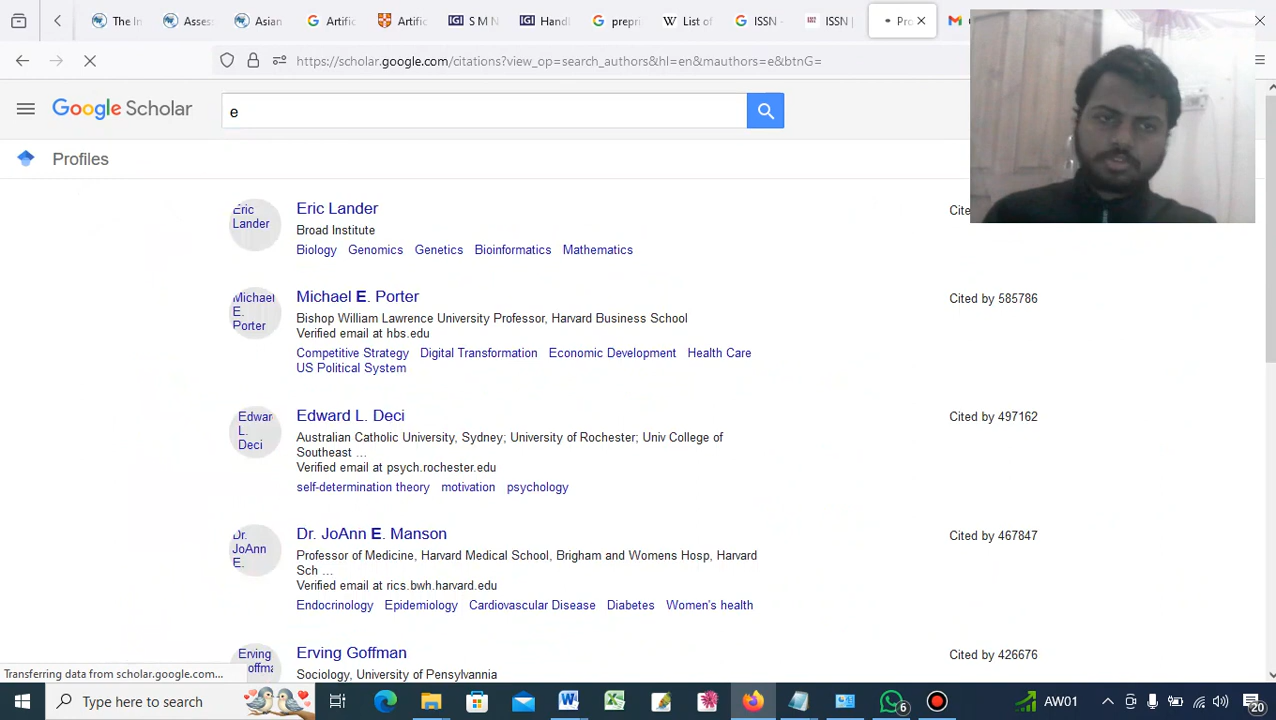 The In
Assess
Asian
Artific
Artific
S M N
Handl
prepri
List of
ISSN -
ISSN |
Pro
https://scholar.google.com/citations?view_op=search_authors&hl=en&mauthors=e&btnG=
Google Scholar
e
Profiles
Eric Lander
Eric Lander
Cite
Broad Institute
Biology Genomics Genetics Bioinformatics Mathematics
Michael E. Porter
Michael E. Porter
Cited by 585786
Bishop William Lawrence University Professor, Harvard Business School
Verified email at hbs.edu
Competitive Strategy Digital Transformation Economic Development Health Care
US Political System
Edwar L. Deci
Edward L. Deci
Cited by 497162
Australian Catholic University, Sydney; University of Rochester; Univ College of
Southeast ...
Verified email at psych.rochester.edu
self-determination theory motivation psychology
Dr. JoAnn E.
Dr. JoAnn E. Manson
Cited by 467847
Professor of Medicine, Harvard Medical School, Brigham and Womens Hosp, Harvard
Sch ...
Verified email at rics.bwh.harvard.edu
Endocrinology Epidemiology Cardiovascular Disease Diabetes Women's health
Erving
Erving Goffman
Cited by 426676
Sociology, University of Pennsylvania
Transferring data from scholar.google.com...
Type here to search
6
AW01
20